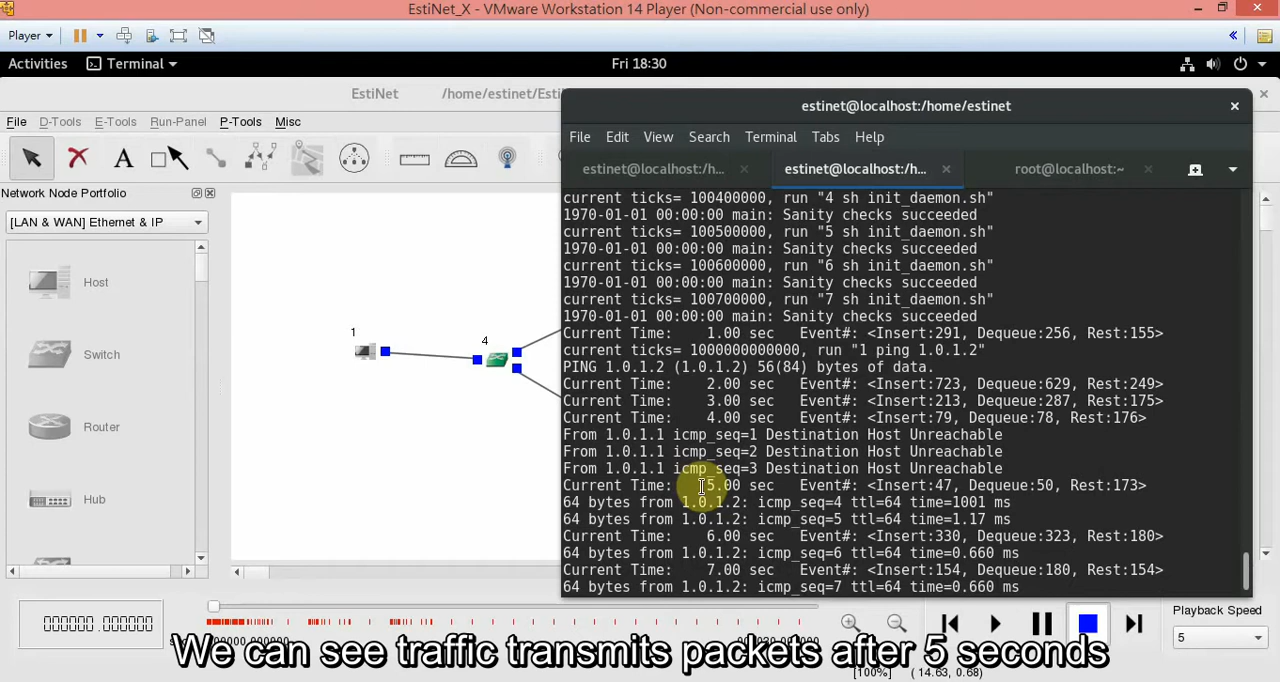 EstiNet_X - VMware Workstation 14 Player (Non-commercial use only)
Player
Activities
Terminal
Fri 18:30
EstiNet
/home/estinet/Esti
estinet@localhost:/home/estinet
File D-Tools E-Tools Run-Panel P-Tools Misc
File Edit View Search Terminal Tabs Help
estinet@localhost:/h...
estinet@localhost:/h...
root@localhost:~
Network Node Portfolio
[LAN & WAN] Ethernet & IP
Host
Switch
Router
Hub
1
4
current ticks= 100400000, run "4 sh init_daemon.sh"
1970-01-01 00:00:00 main: Sanity checks succeeded
current ticks= 100500000, run "5 sh init_daemon.sh"
1970-01-01 00:00:00 main: Sanity checks succeeded
current ticks= 100600000, run "6 sh init_daemon.sh"
1970-01-01 00:00:00 main: Sanity checks succeeded
current ticks= 100700000, run "7 sh init_daemon.sh"
1970-01-01 00:00:00 main: Sanity checks succeeded
Current Time: 1.00 sec Event#: <Insert:291, Dequeue:256, Rest:155>
current ticks= 1000000000000, run "1 ping 1.0.1.2"
PING 1.0.1.2 (1.0.1.2) 56(84) bytes of data.
Current Time: 2.00 sec Event#: <Insert:723, Dequeue:629, Rest:249>
Current Time: 3.00 sec Event#: <Insert:213, Dequeue:287, Rest:175>
Current Time: 4.00 sec Event#: <Insert:79, Dequeue:78, Rest:176>
From 1.0.1.1 icmp_seq=1 Destination Host Unreachable
From 1.0.1.1 icmp_seq=2 Destination Host Unreachable
From 1.0.1.1 icmp_seq=3 Destination Host Unreachable
Current Time: 5.00 sec Event#: <Insert:47, Dequeue:50, Rest:173>
64 bytes from 1.0.1.2: icmp_seq=4 ttl=64 time=1001 ms
64 bytes from 1.0.1.2: icmp_seq=5 ttl=64 time=1.17 ms
Current Time: 6.00 sec Event#: <Insert:330, Dequeue:323, Rest:180>
64 bytes from 1.0.1.2: icmp_seq=6 ttl=64 time=0.660 ms
Current Time: 7.00 sec Event#: <Insert:154, Dequeue:180, Rest:154>
64 bytes from 1.0.1.2: icmp_seq=7 ttl=64 time=0.660 ms
000000 .000000
Playback Speed
5
We can see traffic transmits packets after 5 seconds
[100%] ( 14.63, 0.68)